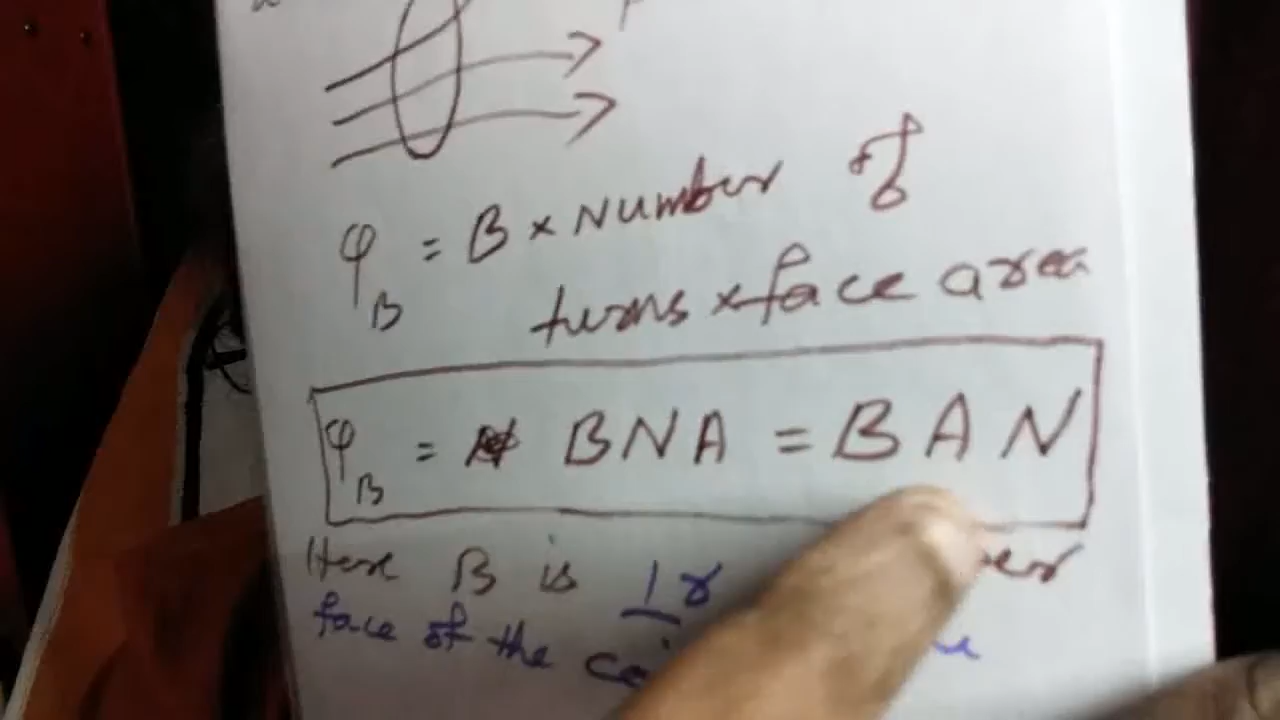 φB = B × Number of
turns × face area
φB = BNA = BAN
Here B is ⊥r
face of the